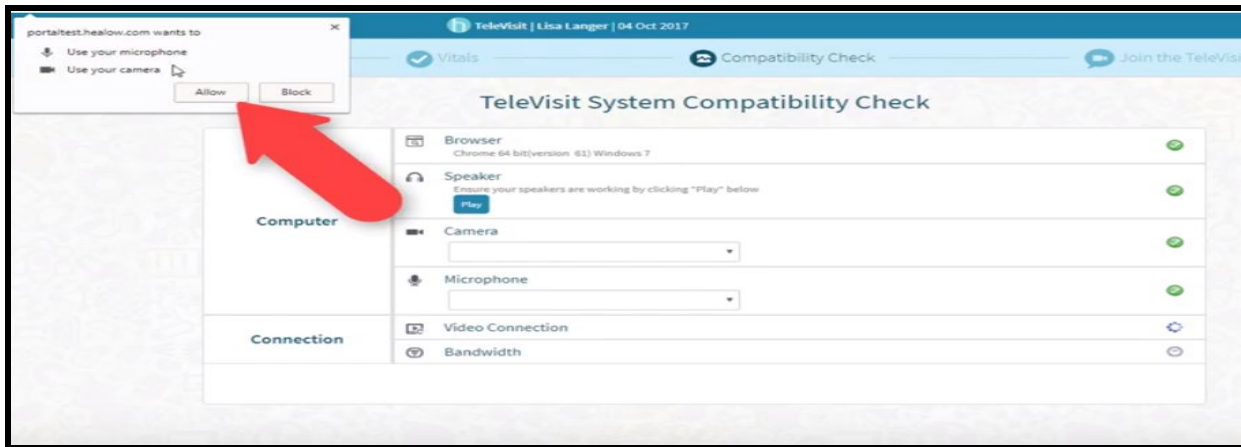 portaltest.healow.com wants to
Use your microphone
Use your camera
Allow Block
TeleVisit | Lisa Langer | 04 Oct 2017
Vitals Compatibility Check Join the TeleVisi
TeleVisit System Compatibility Check
Computer
Browser
Chrome 64 bit(version 61) Windows 7
Speaker
Ensure your speakers are working by clicking "Play" below
Play
Camera
Microphone
Connection
Video Connection
Bandwidth